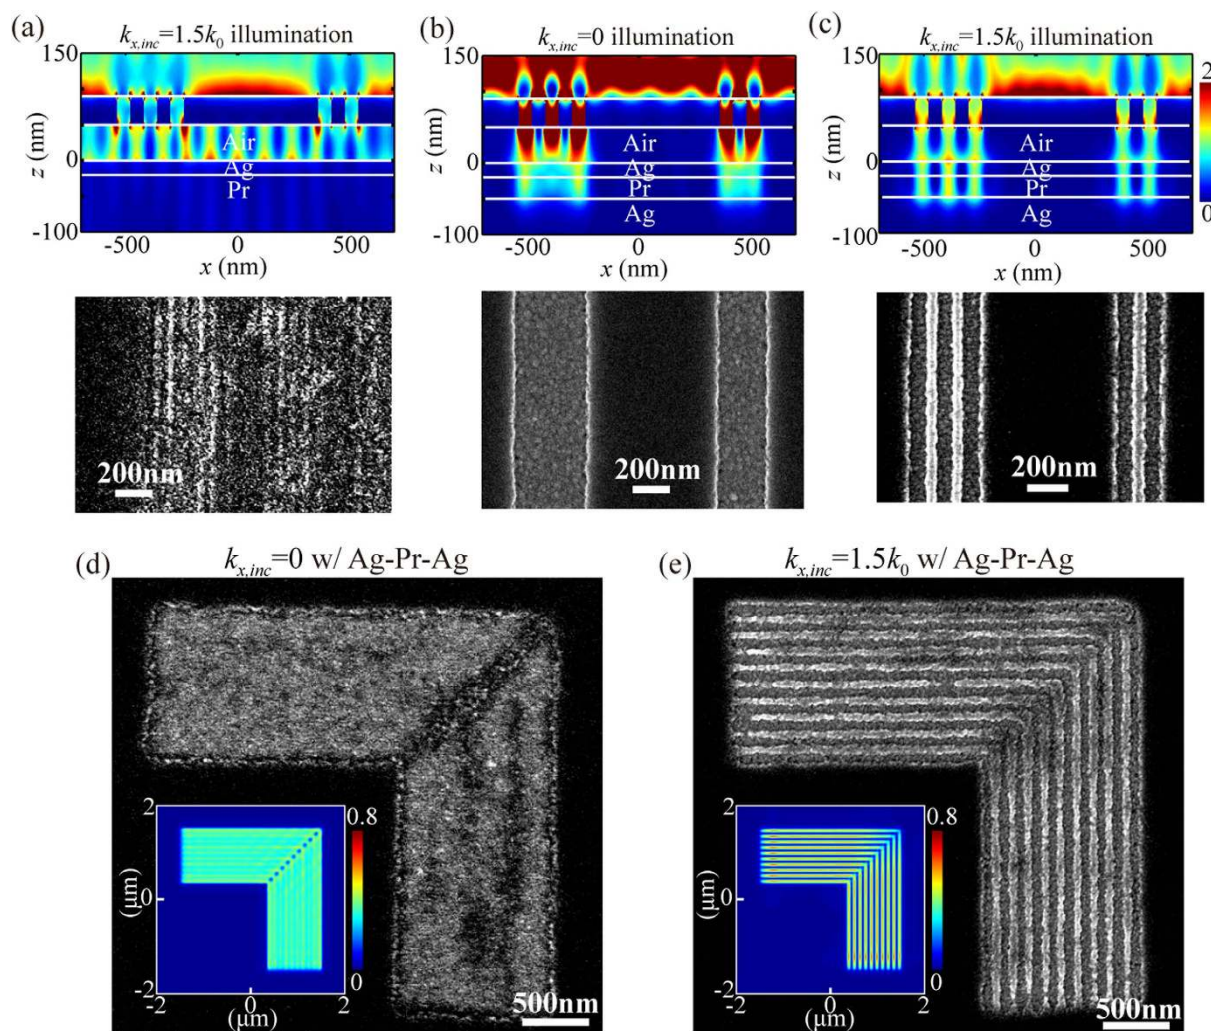 (a)
k_{x,inc}=1.5k_0 illumination
150
z (nm)
0
-100
Air
Ag
Pr
-500
0
500
x (nm)
200nm
(b)
k_{x,inc}=0 illumination
150
z (nm)
0
-100
Air
Ag
Pr
Ag
-500
0
500
x (nm)
200nm
(c)
k_{x,inc}=1.5k_0 illumination
150
z (nm)
0
-100
Air
Ag
Pr
Ag
-500
0
500
x (nm)
2
0
200nm
(d)
k_{x,inc}=0 w/ Ag-Pr-Ag
2
(μm)
0
-2
-2
0
2
(μm)
0.8
0
500nm
(e)
k_{x,inc}=1.5k_0 w/ Ag-Pr-Ag
2
(μm)
0
-2
-2
0
2
(μm)
0.8
0
500nm